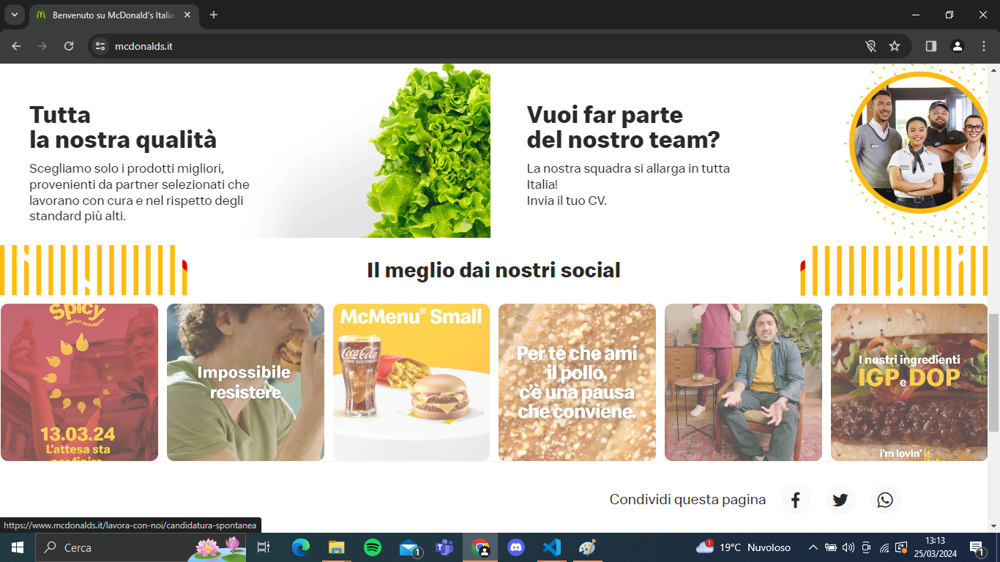 Benvenuto su McDonald's Italia
mcdonalds.it
Tutta
la nostra qualità
Scegliamo solo i prodotti migliori,
provenienti da partner selezionati che
lavorano con cura e nel rispetto degli
standard più alti.
Vuoi far parte
del nostro team?
La nostra squadra si allarga in tutta
Italia!
Invia il tuo CV.
Il meglio dai nostri social
Spicy
Chicken McNuggets
13.03.24
L'attesa sta
per finire
Impossibile
resistere
McMenu® Small
Coca-Cola
ZERO ZUCCHERI
Per te che ami
il pollo,
c'è una pausa
che conviene.
I nostri ingredienti
IGP e DOP
i'm lovin' it
Condividi questa pagina
https://www.mcdonalds.it/lavora-con-noi/candidatura-spontanea
Cerca
1
1
19°C Nuvoloso
13:13
25/03/2024
1